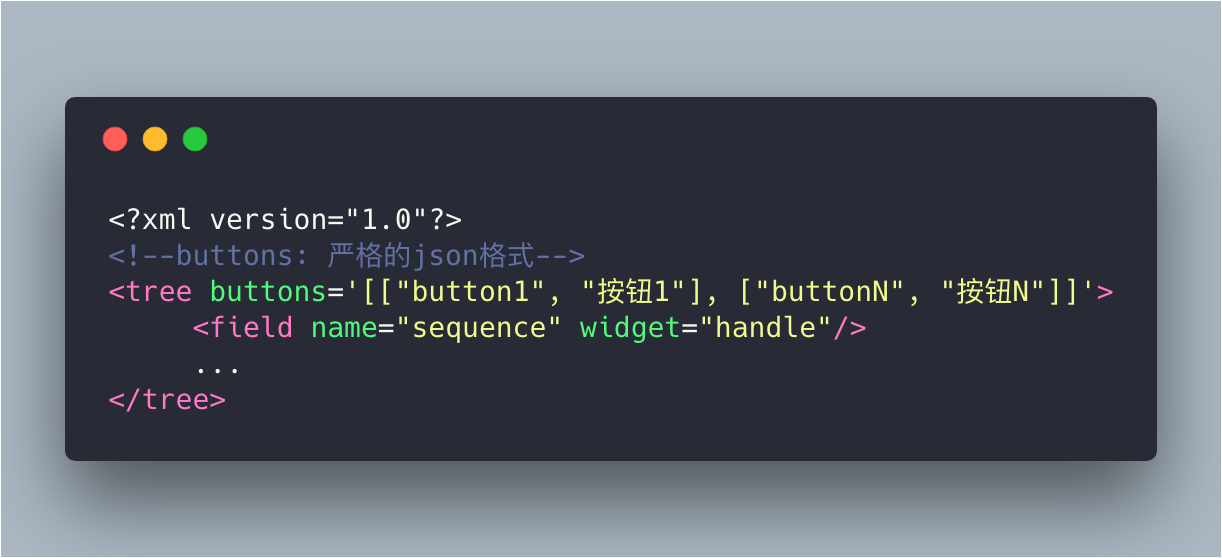 <?xml version="1.0"?>
<!--buttons: 严格的json格式-->
<tree buttons='[["button1", "按钮1"], ["buttonN", "按钮N"]]'>
     <field name="sequence" widget="handle"/>
     ...
</tree>